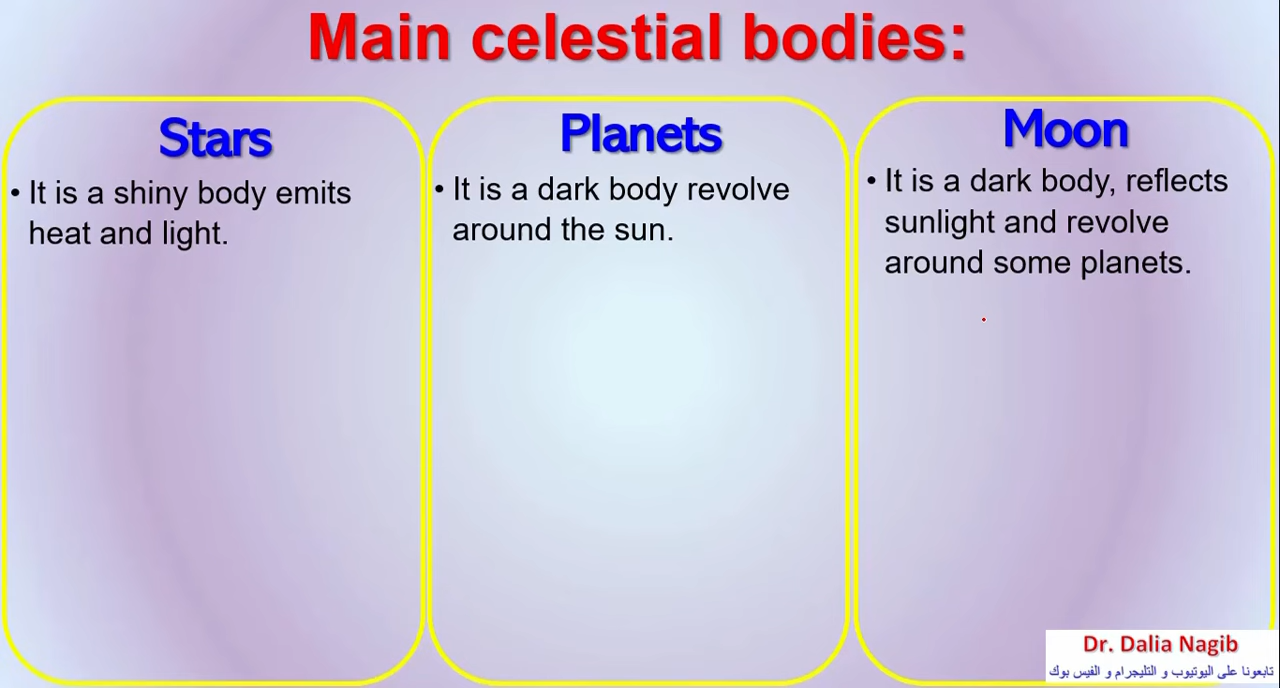 Main celestial bodies:
Stars
• It is a shiny body emits
heat and light.
Planets
• It is a dark body revolve
around the sun.
Moon
• It is a dark body, reflects
sunlight and revolve
around some planets.
Dr. Dalia Nagib
تابعونا على اليوتيوب و التليجرام و الفيس بوك